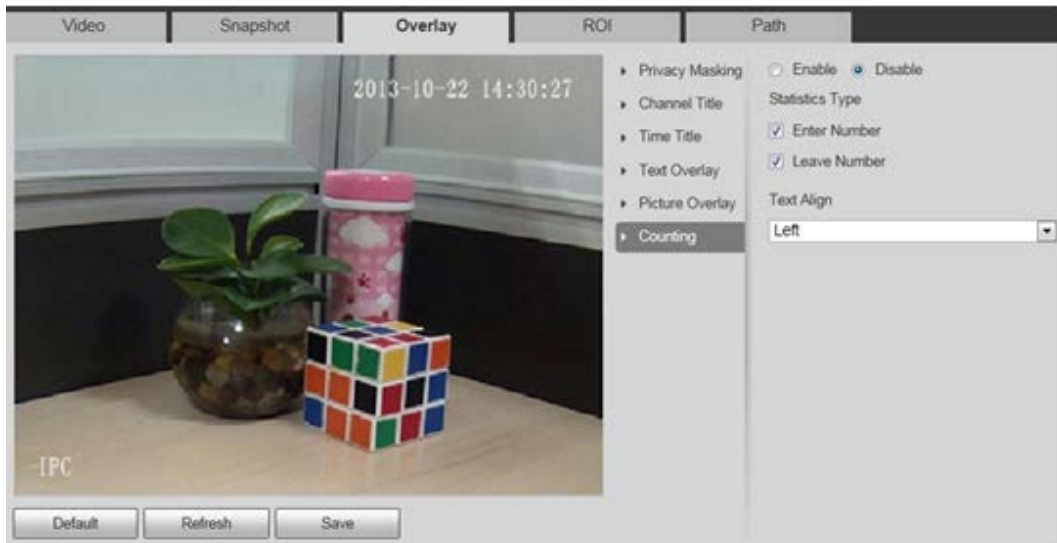 Video
Snapshot
Overlay
ROI
Path
2013-10-22 14:30:27
IPC
Privacy Masking
Channel Title
Time Title
Text Overlay
Picture Overlay
Counting
Enable Disable
Statistics Type
Enter Number
Leave Number
Text Align
Left
Default
Refresh
Save